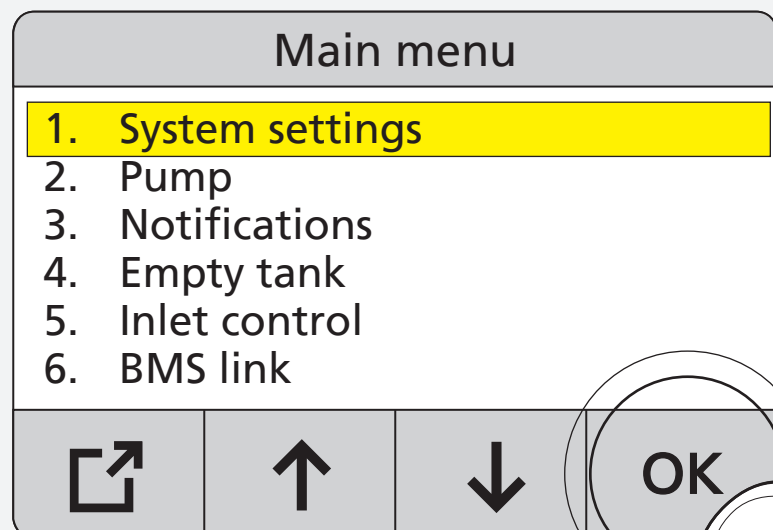 Main menu
1. System settings
2. Pump
3. Notifications
4. Empty tank
5. Inlet control
6. BMS link
OK